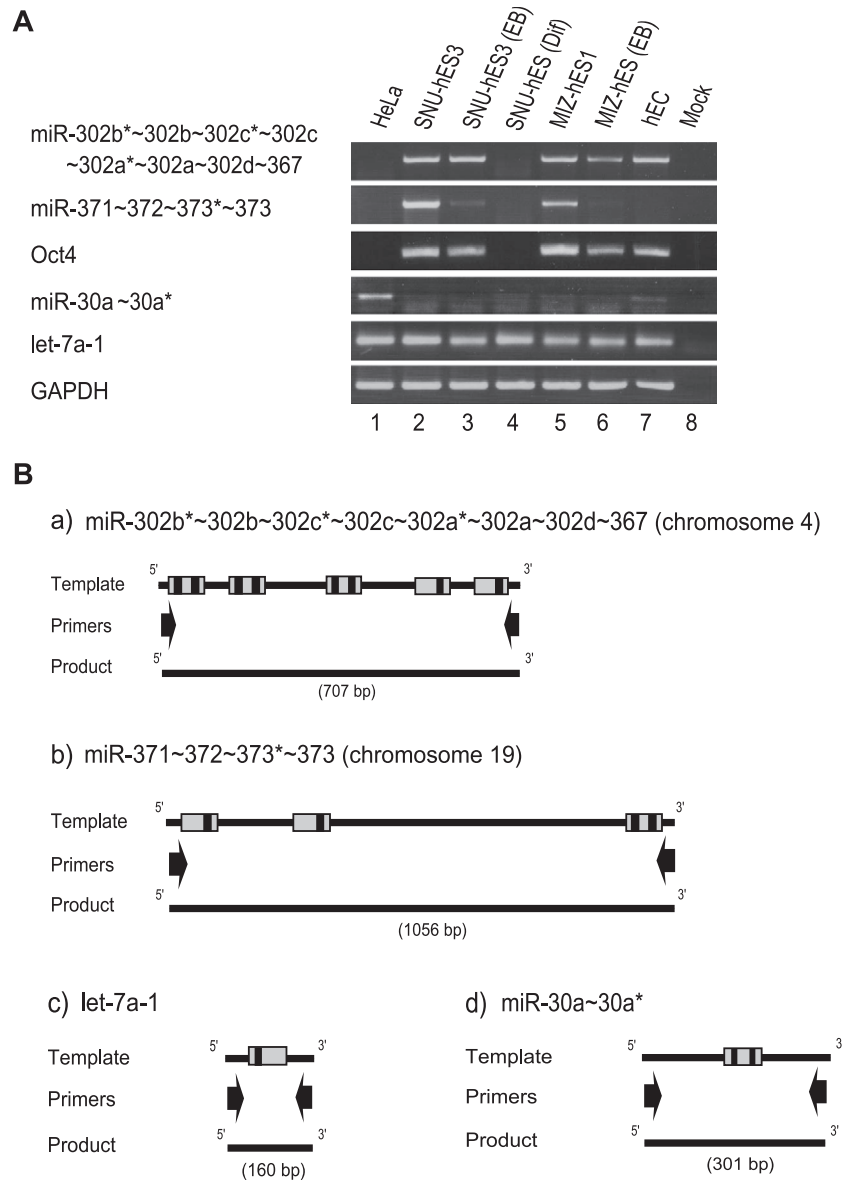 A
HeLa
SNU-hES3
SNU-hES3 (EB)
SNU-hES (Dif)
MIZ-hES1
MIZ-hES (EB)
hEC
Mock
miR-302b*~302b~302c*~302c
~302a*~302a~302d~367
miR-371~372~373*~373
Oct4
miR-30a~30a*
let-7a-1
GAPDH
1 2 3 4 5 6 7 8
B
a) miR-302b*~302b~302c*~302c~302a*~302a~302d~367 (chromosome 4)
5' 3'
Template
Primers
5' 3'
Product
(707 bp)
b) miR-371~372~373*~373 (chromosome 19)
5' 3'
Template
Primers
5' 3'
Product
(1056 bp)
c) let-7a-1
5' 3'
Template
Primers
5' 3'
Product
(160 bp)
d) miR-30a~30a*
5' 3
Template
Primers
5' 3'
Product
(301 bp)